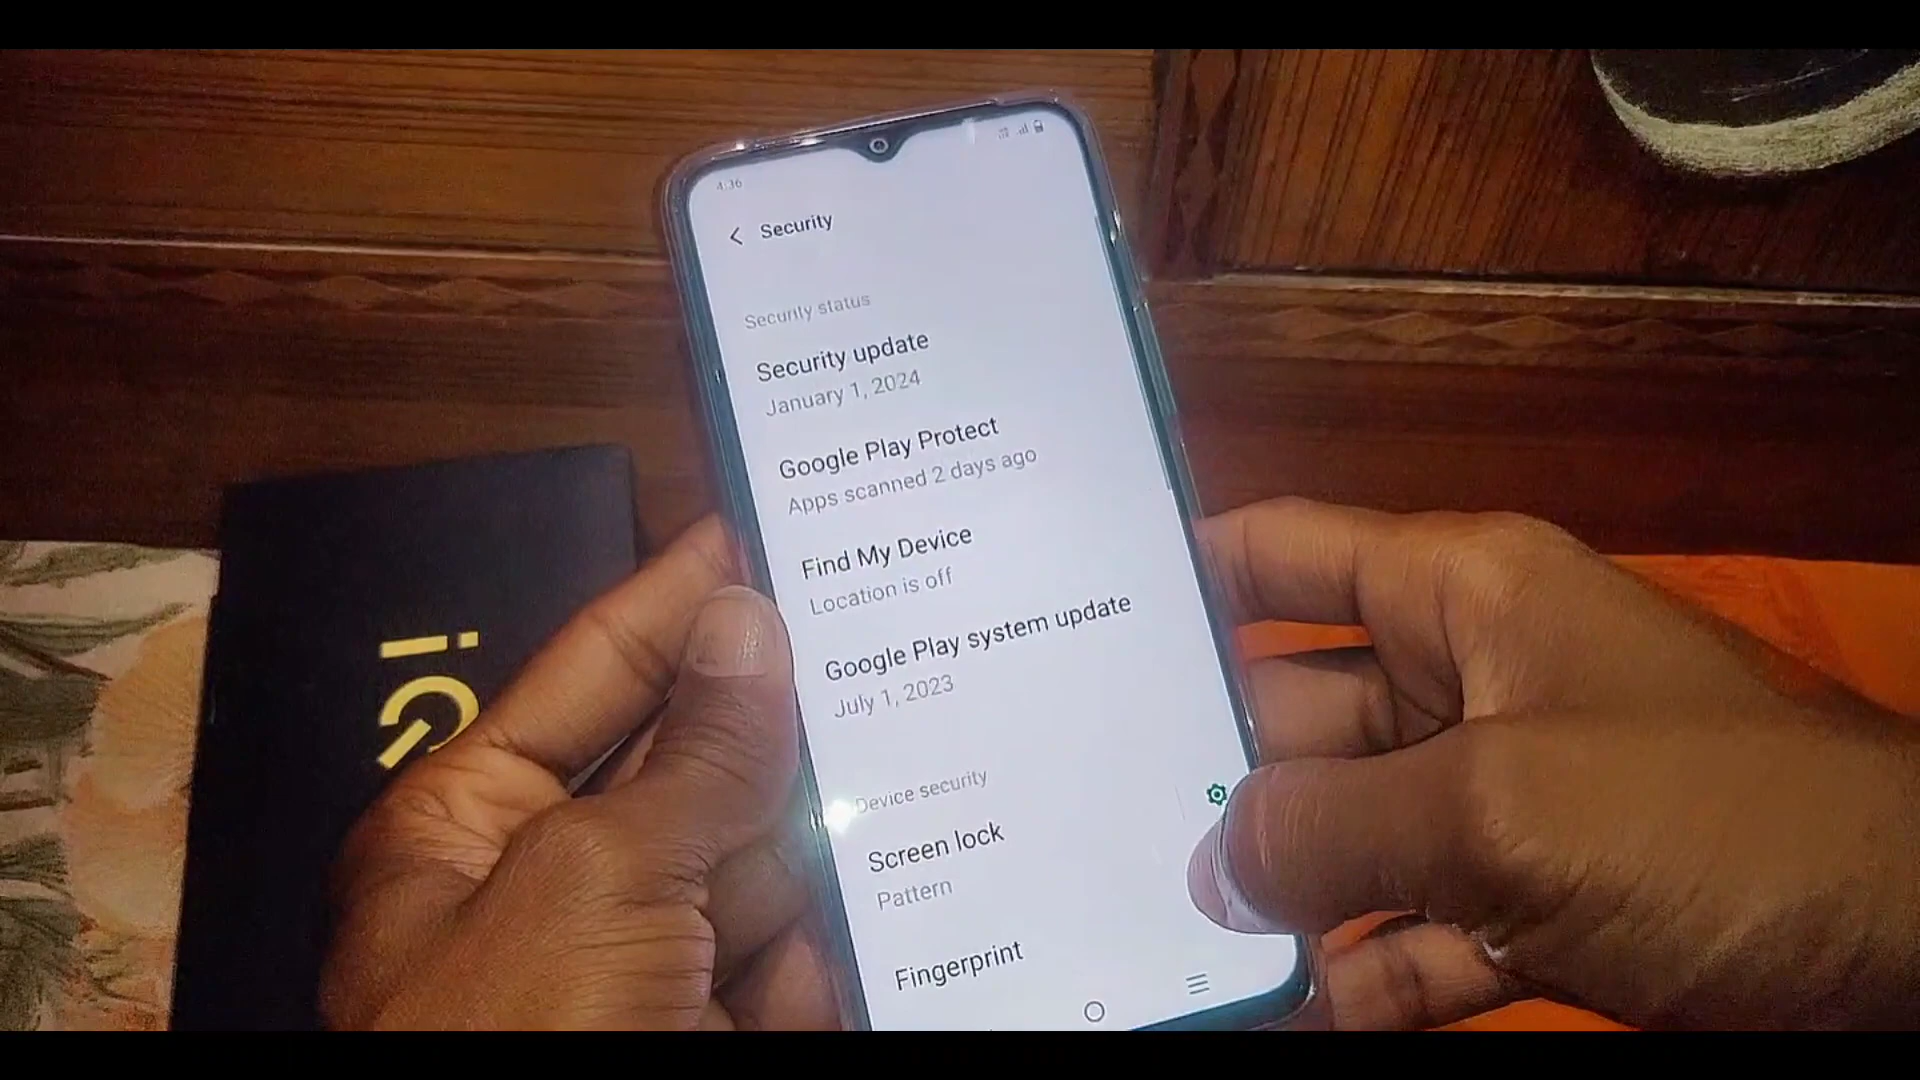 4:36
Security
Security status
Security update
January 1, 2024
Google Play Protect
Apps scanned 2 days ago
Find My Device
Location is off
Google Play system update
July 1, 2023
Device security
Screen lock
Pattern
Fingerprint
iQ